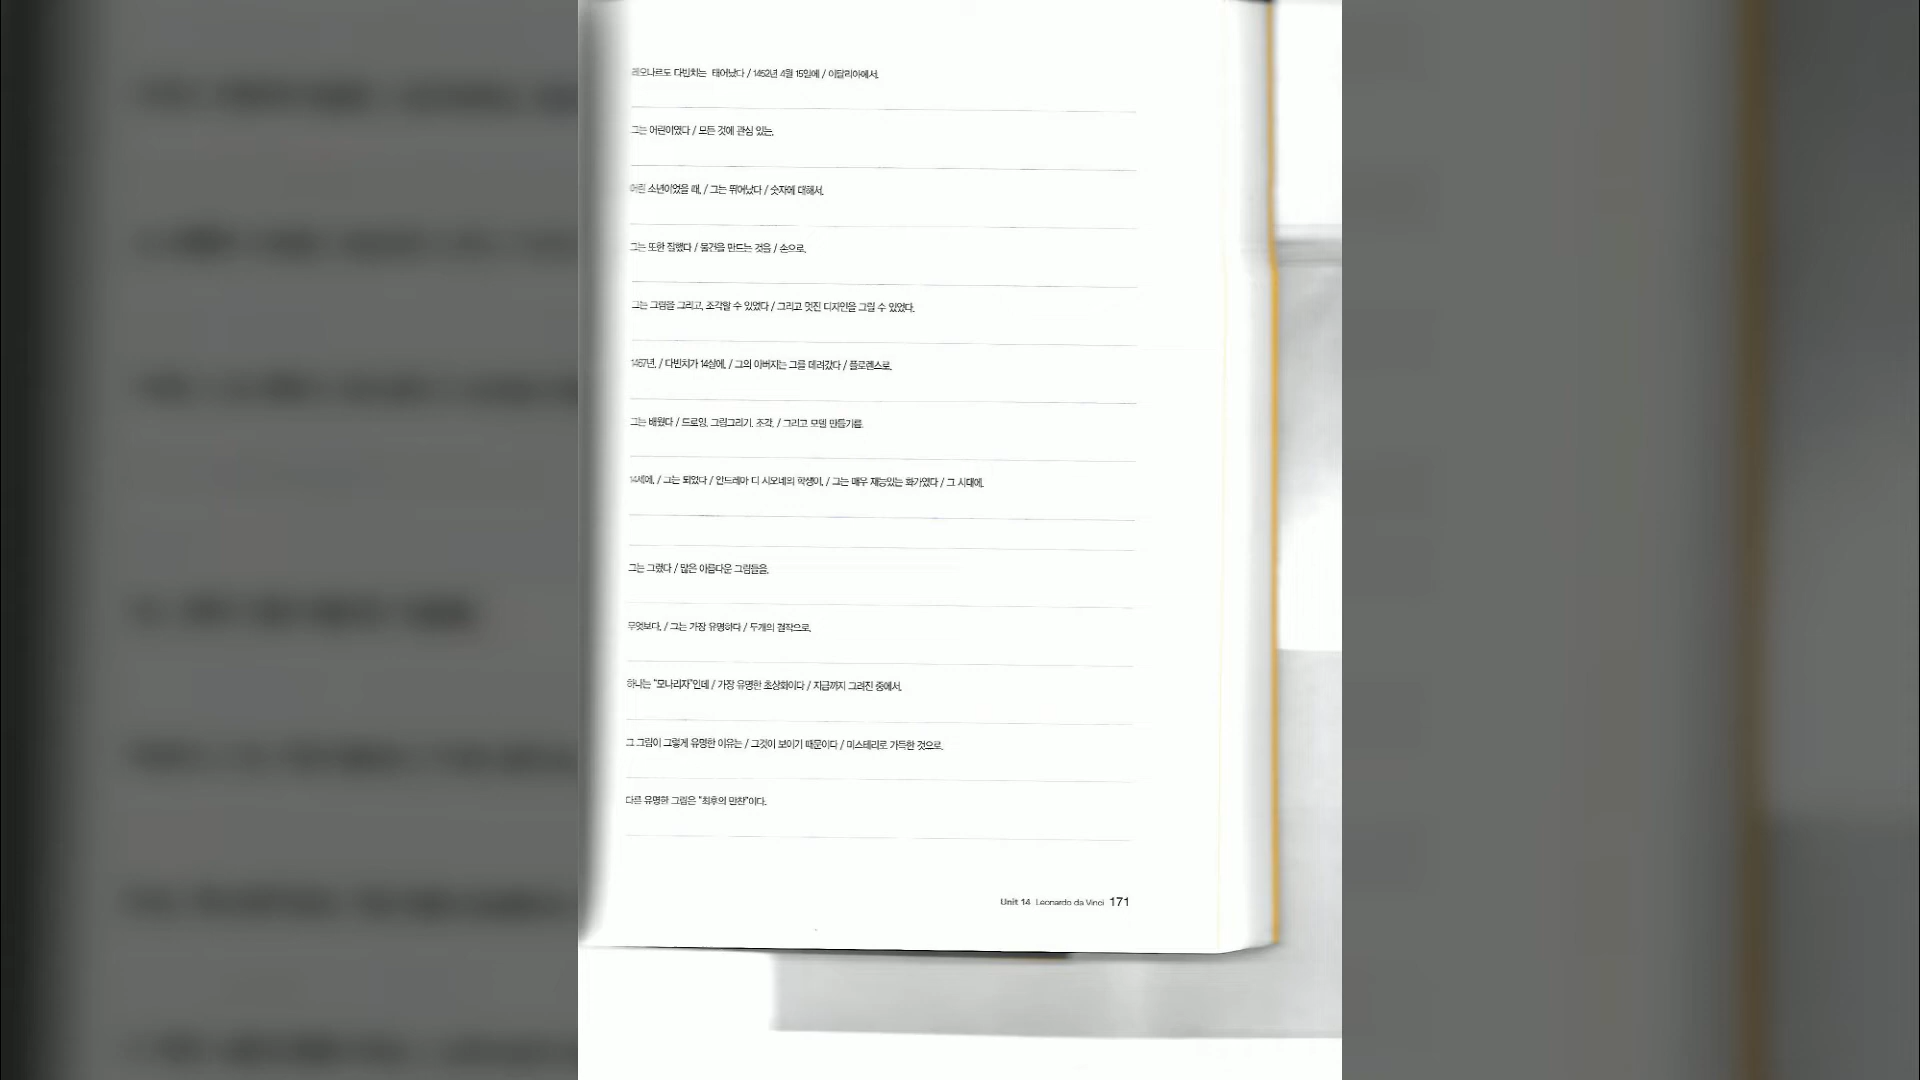 레오나르도 다빈치는 태어났다 / 1452년 4월 15일에 / 이탈리아에서.
그는 어린이였다 / 모든 것에 관심 있는.
어린 소년이었을 때, / 그는 뛰어났다 / 숫자에 대해서.
그는 또한 잘했다 / 물건을 만드는 것을 / 손으로.
그는 그림을 그리고, 조각할 수 있었다 / 그리고 멋진 디자인을 그릴 수 있었다.
1467년, / 다빈치가 14살에, / 그의 아버지는 그를 데려갔다 / 플로렌스로.
그는 배웠다 / 드로잉, 그림그리기, 조각, / 그리고 모델 만들기를.
14세에, / 그는 되었다 / 안드레아 디 시오네의 학생이, / 그는 매우 재능있는 화가였다 / 그 시대에.
그는 그렸다 / 많은 아름다운 그림들을.
무엇보다, / 그는 가장 유명하다 / 두개의 걸작으로.
하나는 "모나리자"인데 / 가장 유명한 초상화이다 / 지금까지 그려진 중에서.
그 그림이 그렇게 유명한 이유는 / 그것이 보이기 때문이다 / 미스테리로 가득한 것으로.
다른 유명한 그림은 "최후의 만찬"이다.
Unit 14 Leonardo da Vinci 171